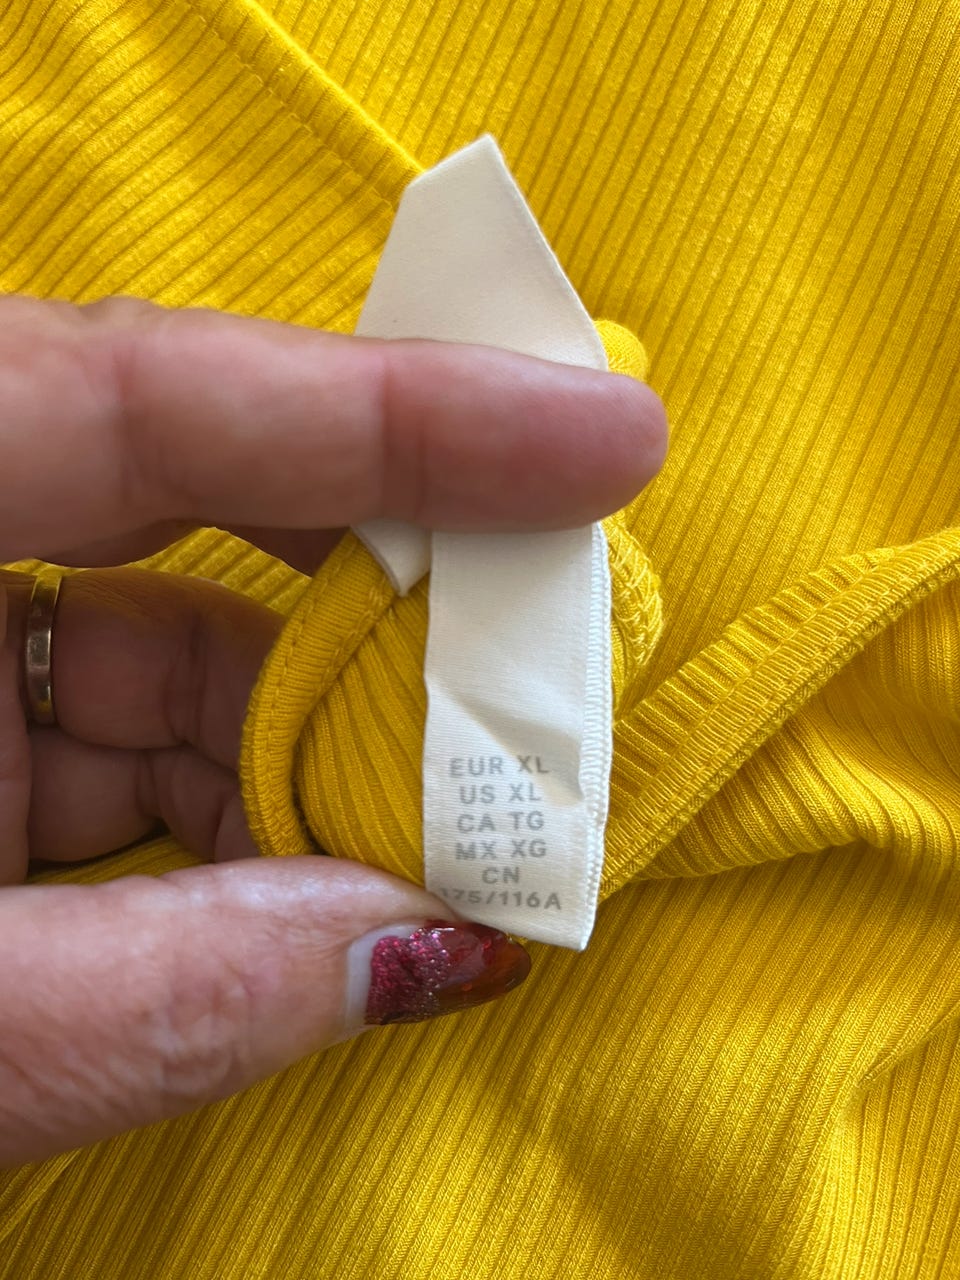 EUR XL
US XL
CA TG
MX XG
CN
175/116A